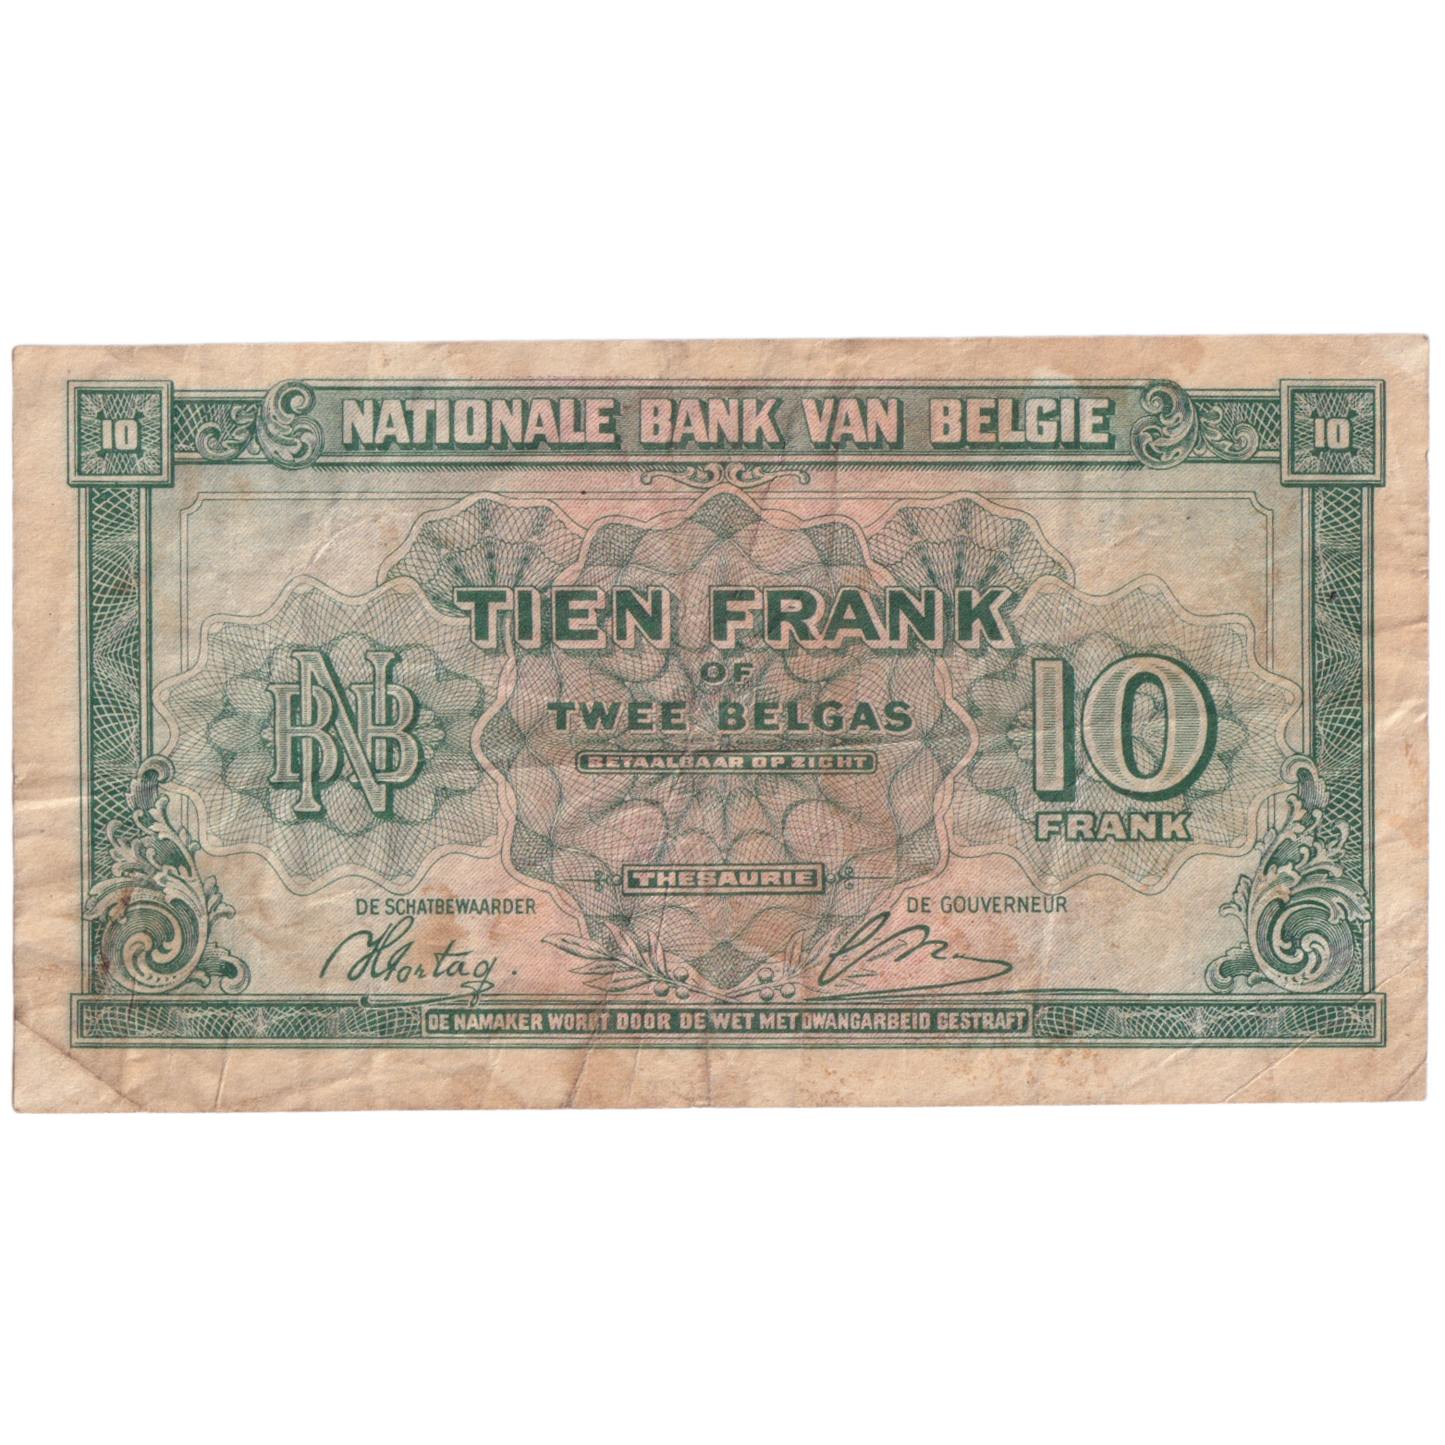 10 NATIONALE BANK VAN BELGIE 10
TIEN FRANK
OF
TWEE BELGAS
BETAALBAAR OP ZICHT
BNB
10
FRANK
THESAURIE
DE SCHATBEWAARDER
DE GOUVERNEUR
DE NAMAKER WORDT DOOR DE WET MET DWANGARBEID GESTRAFT